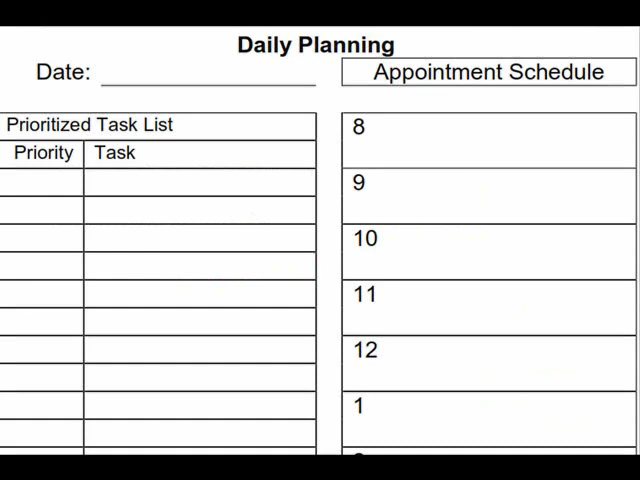 Daily Planning
Date:
Appointment Schedule
Prioritized Task List
Priority Task
8
9
10
11
12
1